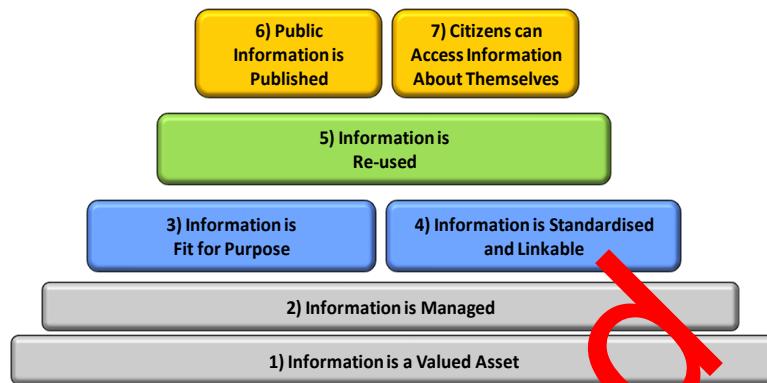 6) Public
Information is
Published
7) Citizens can
Access Information
About Themselves
5) Information is
Re-used
3) Information is
Fit for Purpose
4) Information is Standardised
and Linkable
2) Information is Managed
1) Information is a Valued Asset